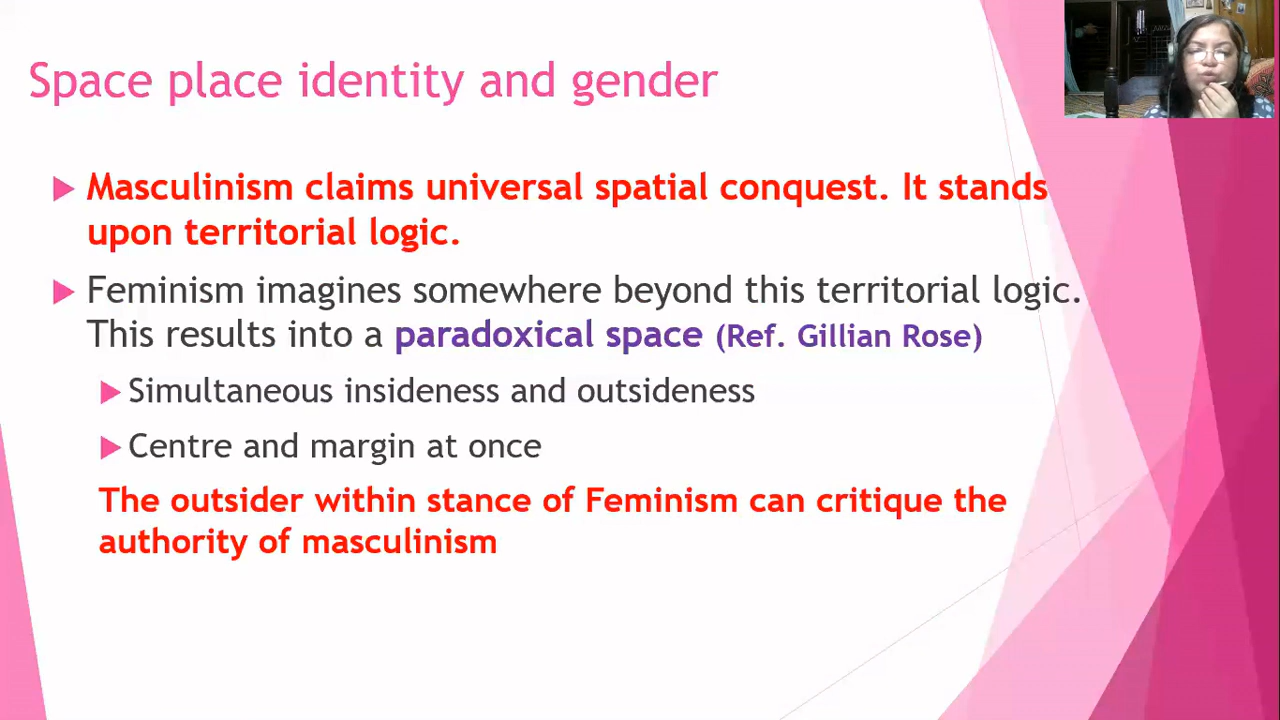 Space place identity and gender
Masculinism claims universal spatial conquest. It stands
upon territorial logic.
Feminism imagines somewhere beyond this territorial logic.
This results into a paradoxical space (Ref. Gillian Rose)
Simultaneous insideness and outsideness
Centre and margin at once
The outsider within stance of Feminism can critique the
authority of masculinism